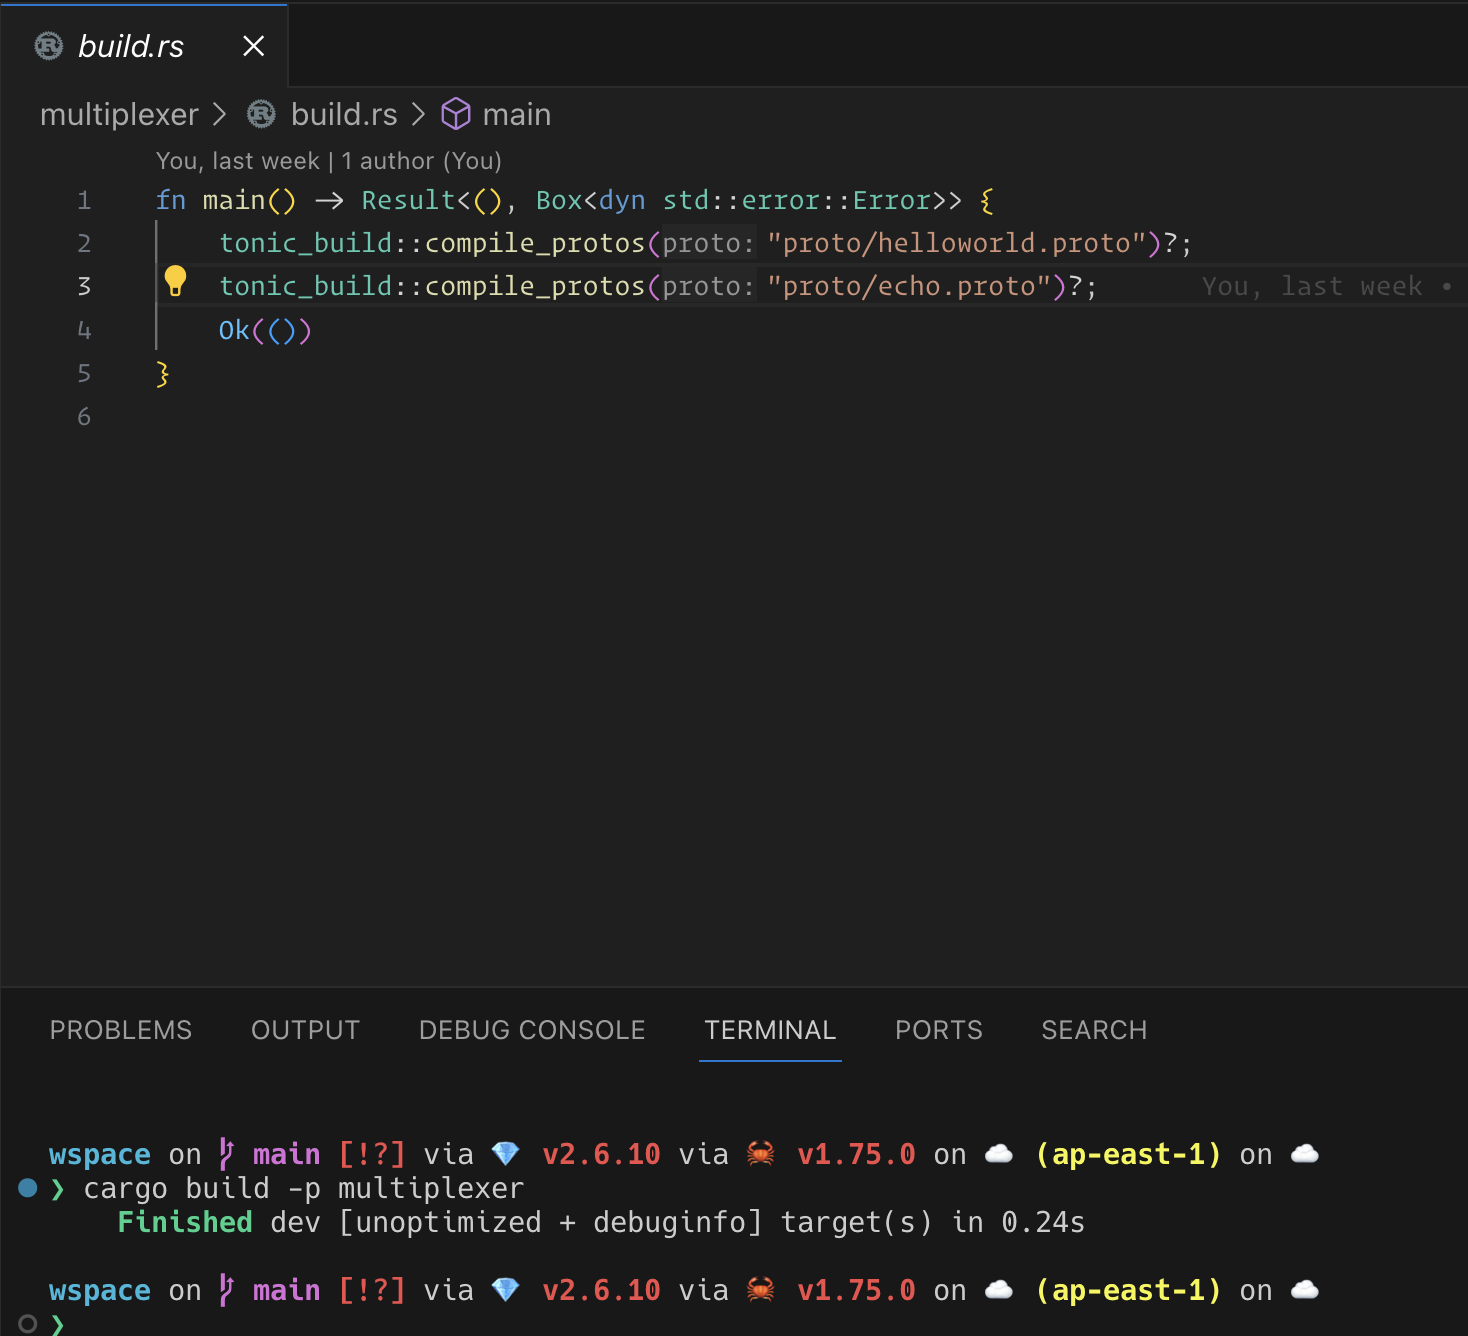 build.rs
multiplexer > build.rs > main
You, last week | 1 author (You)
1 fn main() -> Result<(), Box<dyn std::error::Error>> {
2 tonic_build::compile_protos(proto: "proto/helloworld.proto")?;
3 tonic_build::compile_protos(proto: "proto/echo.proto")?; You, last week •
4 Ok(())
5 }
6
PROBLEMS OUTPUT DEBUG CONSOLE TERMINAL PORTS SEARCH
wspace on main [!?] via 💎 v2.6.10 via 🦀 v1.75.0 on ☁️ (ap-east-1) on ☁️
❯ cargo build -p multiplexer
Finished dev [unoptimized + debuginfo] target(s) in 0.24s
wspace on main [!?] via 💎 v2.6.10 via 🦀 v1.75.0 on ☁️ (ap-east-1) on ☁️
❯